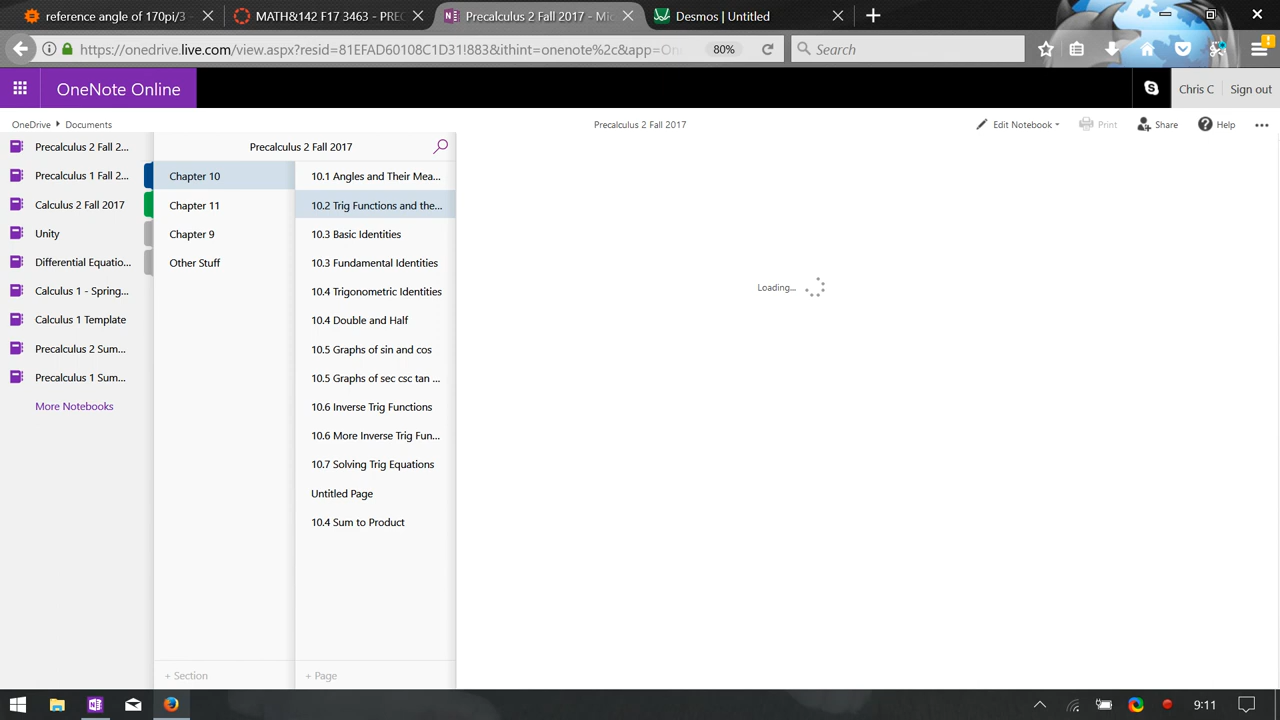 reference angle of 170pi/3 -
MATH&142 F17 3463 - PREC
Precalculus 2 Fall 2017 - Mic
Desmos | Untitled
https://onedrive.live.com/view.aspx?resid=81EFAD60108C1D31!883&ithint=onenote%2c&app=On
80%
Search
OneNote Online
Chris C
Sign out
OneDrive
Documents
Precalculus 2 Fall 2017
Edit Notebook
Print
Share
Help
Precalculus 2 Fall 2...
Precalculus 1 Fall 2...
Calculus 2 Fall 2017
Unity
Differential Equatio...
Calculus 1 - Spring...
Calculus 1 Template
Precalculus 2 Sum...
Precalculus 1 Sum...
More Notebooks
Precalculus 2 Fall 2017
Chapter 10
Chapter 11
Chapter 9
Other Stuff
10.1 Angles and Their Mea...
10.2 Trig Functions and the...
10.3 Basic Identities
10.3 Fundamental Identities
10.4 Trigonometric Identities
10.4 Double and Half
10.5 Graphs of sin and cos
10.5 Graphs of sec csc tan ...
10.6 Inverse Trig Functions
10.6 More Inverse Trig Fun...
10.7 Solving Trig Equations
Untitled Page
10.4 Sum to Product
Loading...
+ Section
+ Page
9:11